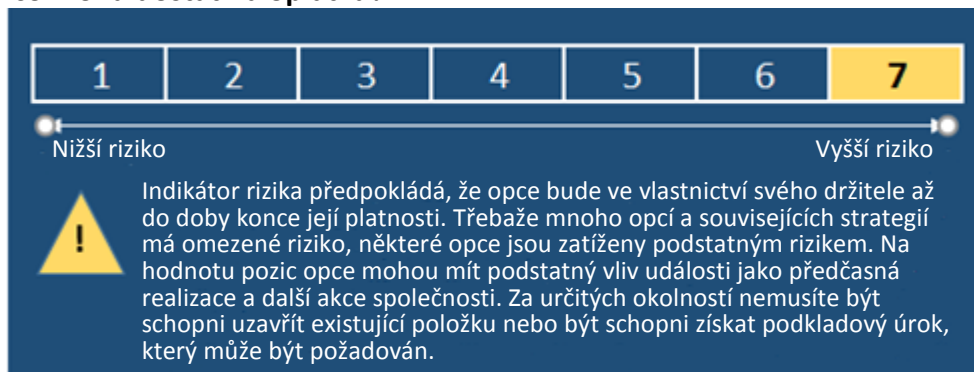 1 2 3 4 5 6 7
Nižší riziko Vyšší riziko
Indikátor rizika předpokládá, že opce bude ve vlastnictví svého držitele až
do doby konce její platnosti. Třebaže mnoho opcí a souvisejících strategií
má omezené riziko, některé opce jsou zatíženy podstatným rizikem. Na
! hodnotu pozic opce mohou mít podstatný vliv události jako předčasná
realizace a další akce společnosti. Za určitých okolností nemusíte být
schopni uzavřít existující položku nebo být schopni získat podkladový úrok,
který může být požadován.